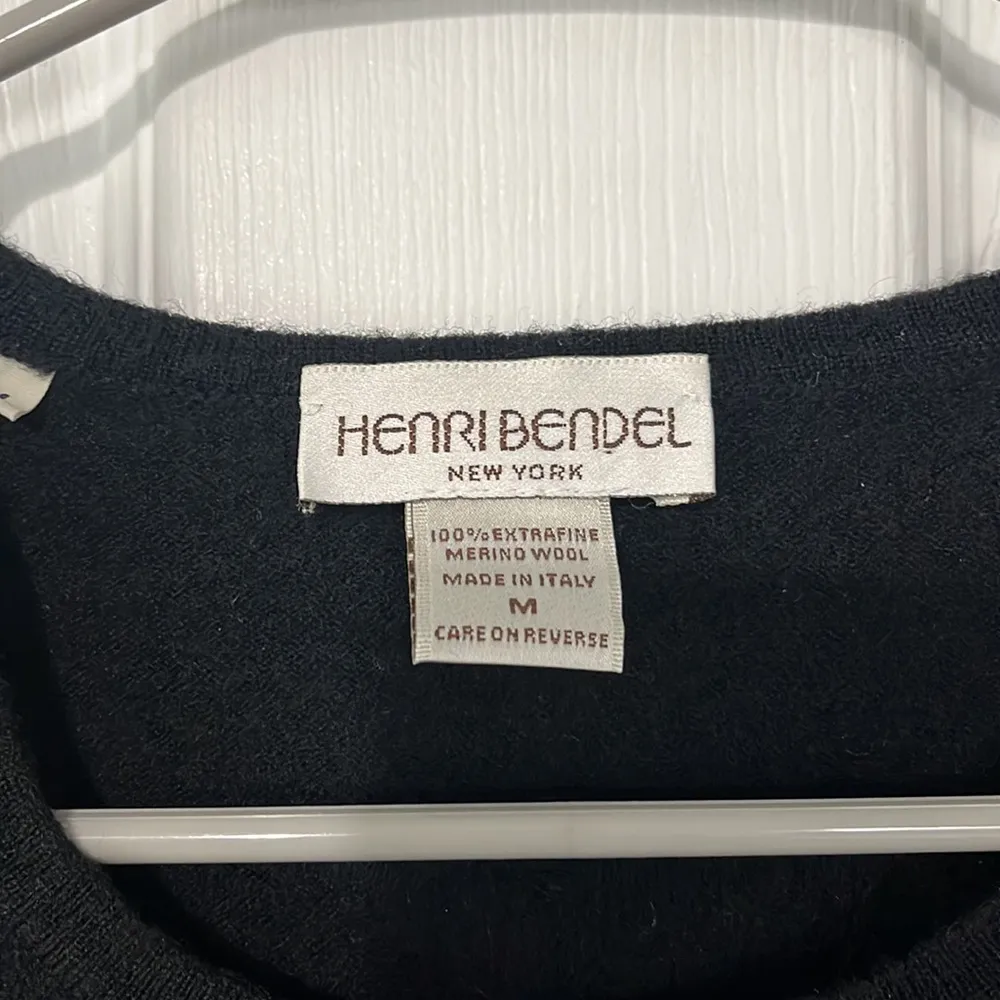 HENRI BENDEL
NEW YORK
100% EXTRAFINE
MERINO WOOL
MADE IN ITALY
M
CARE ON REVERSE